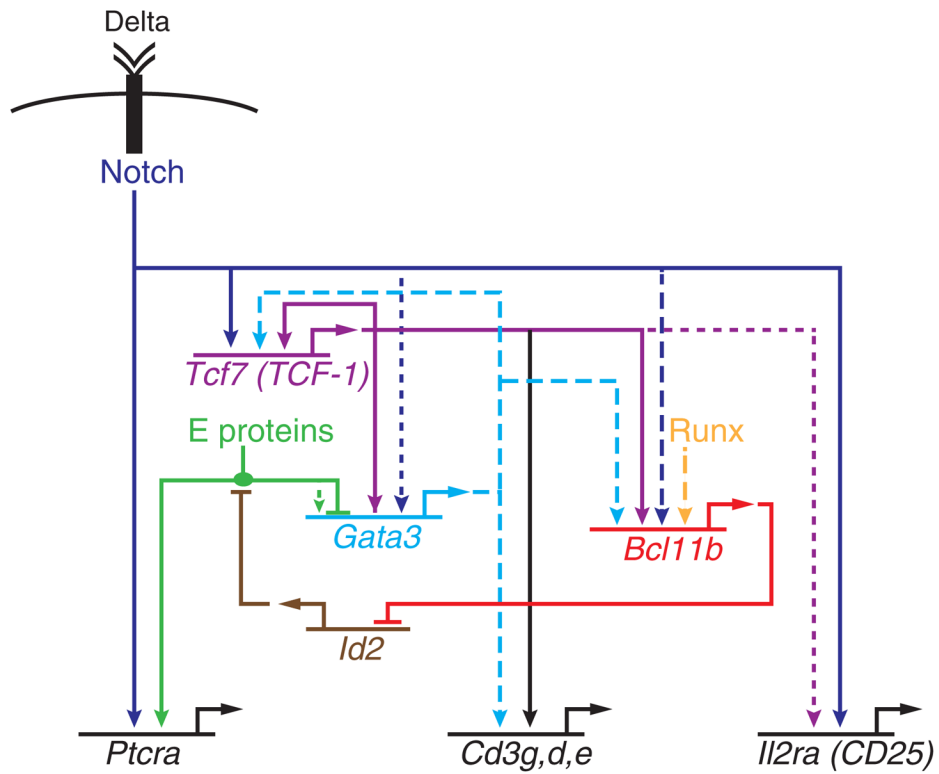 Delta
Notch
Tcf7 (TCF-1)
E proteins
Runx
Gata3
Bcl11b
Id2
Ptcra
Cd3g,d,e
Il2ra (CD25)